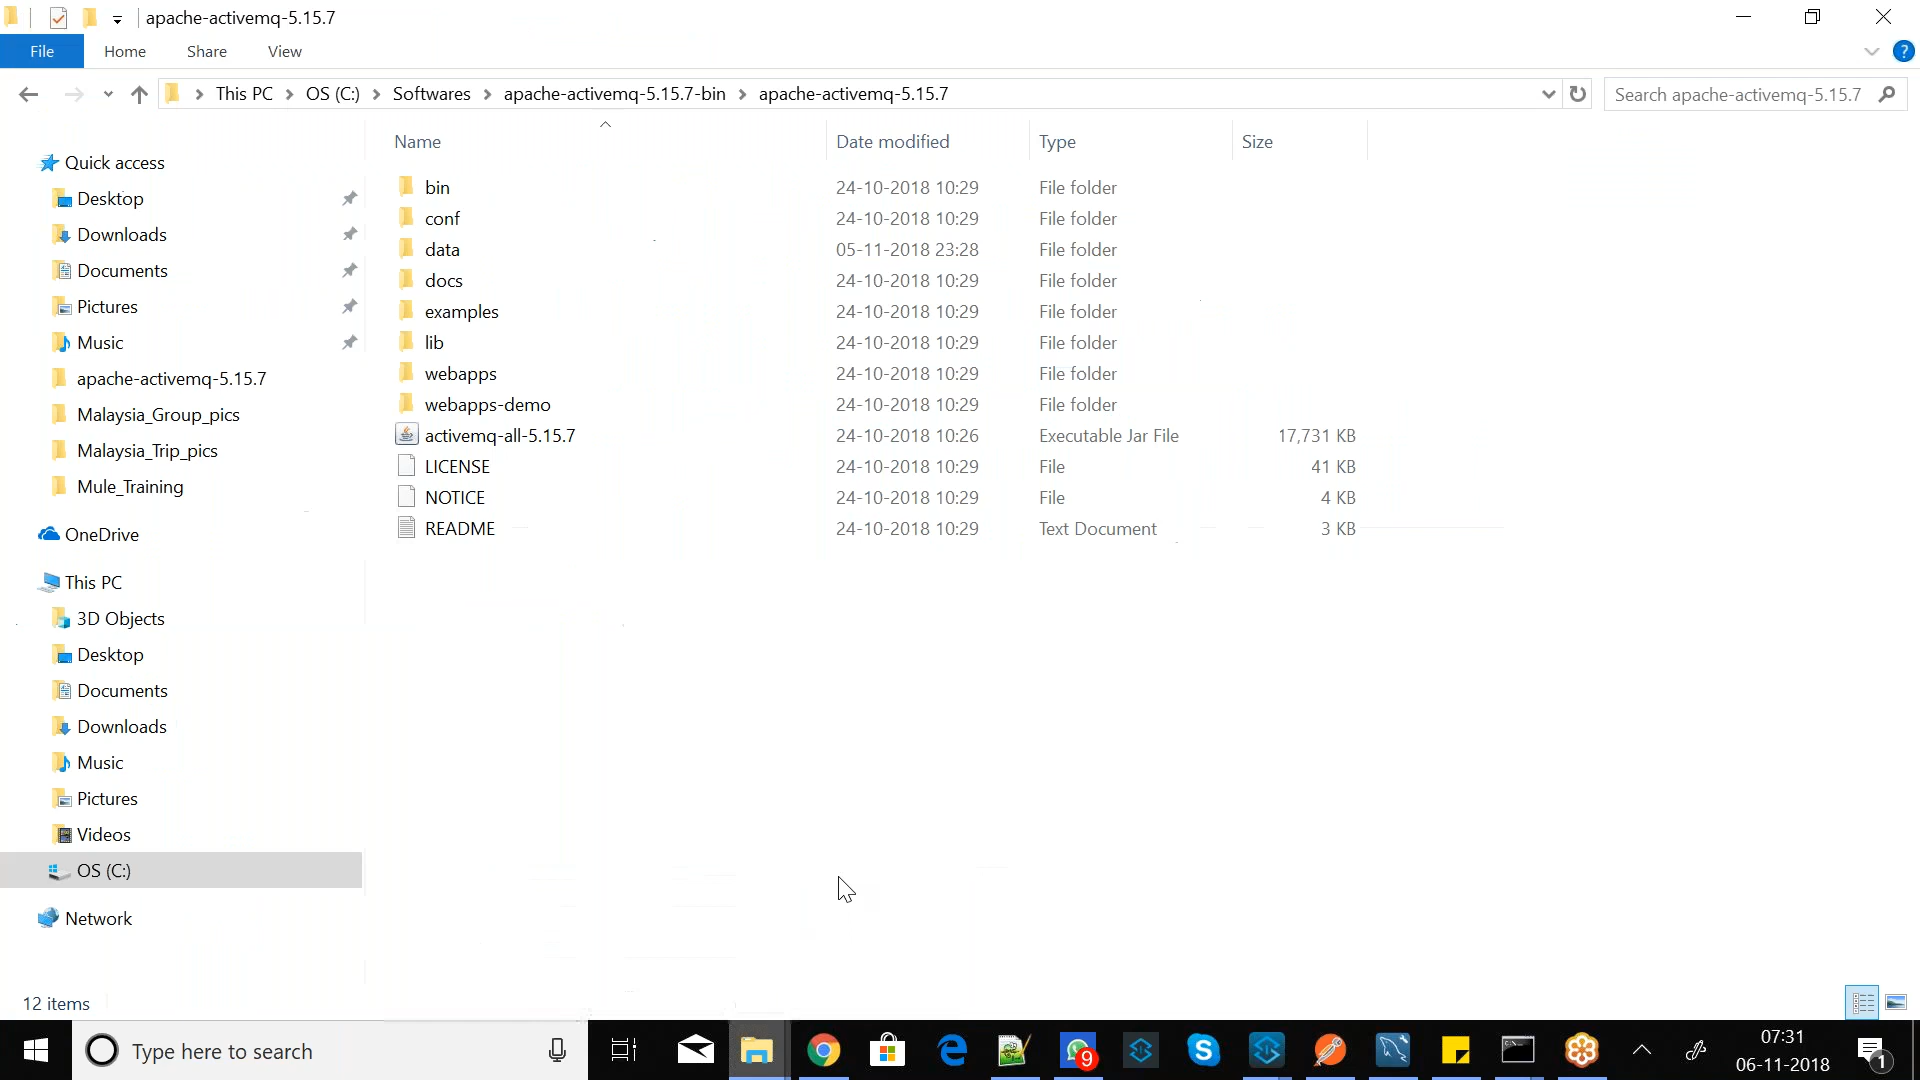 apache-activemq-5.15.7
File Home Share View
This PC OS (C:) Softwares apache-activemq-5.15.7-bin apache-activemq-5.15.7
Search apache-activemq-5.15.7
Name Date modified Type Size
Quick access
Desktop
Downloads
Documents
Pictures
Music
apache-activemq-5.15.7
Malaysia_Group_pics
Malaysia_Trip_pics
Mule_Training
OneDrive
This PC
3D Objects
Desktop
Documents
Downloads
Music
Pictures
Videos
OS (C:)
Network
bin 24-10-2018 10:29 File folder
conf 24-10-2018 10:29 File folder
data 05-11-2018 23:28 File folder
docs 24-10-2018 10:29 File folder
examples 24-10-2018 10:29 File folder
lib 24-10-2018 10:29 File folder
webapps 24-10-2018 10:29 File folder
webapps-demo 24-10-2018 10:29 File folder
activemq-all-5.15.7 24-10-2018 10:26 Executable Jar File 17,731 KB
LICENSE 24-10-2018 10:29 File 41 KB
NOTICE 24-10-2018 10:29 File 4 KB
README 24-10-2018 10:29 Text Document 3 KB
12 items
Type here to search
9
07:31
06-11-2018
1